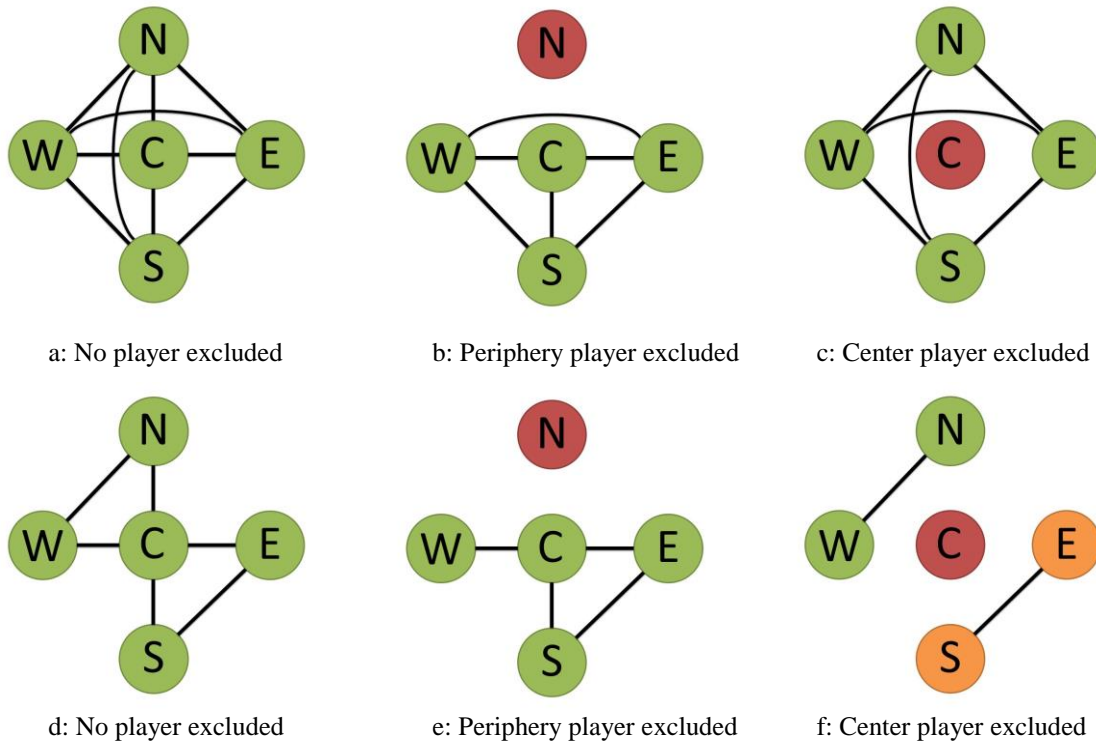 N N N
W C E W C E W C E
S S S
a: No player excluded b: Periphery player excluded c: Center player excluded
N N N
W C E W C E W C E
S S S
d: No player excluded e: Periphery player excluded f: Center player excluded